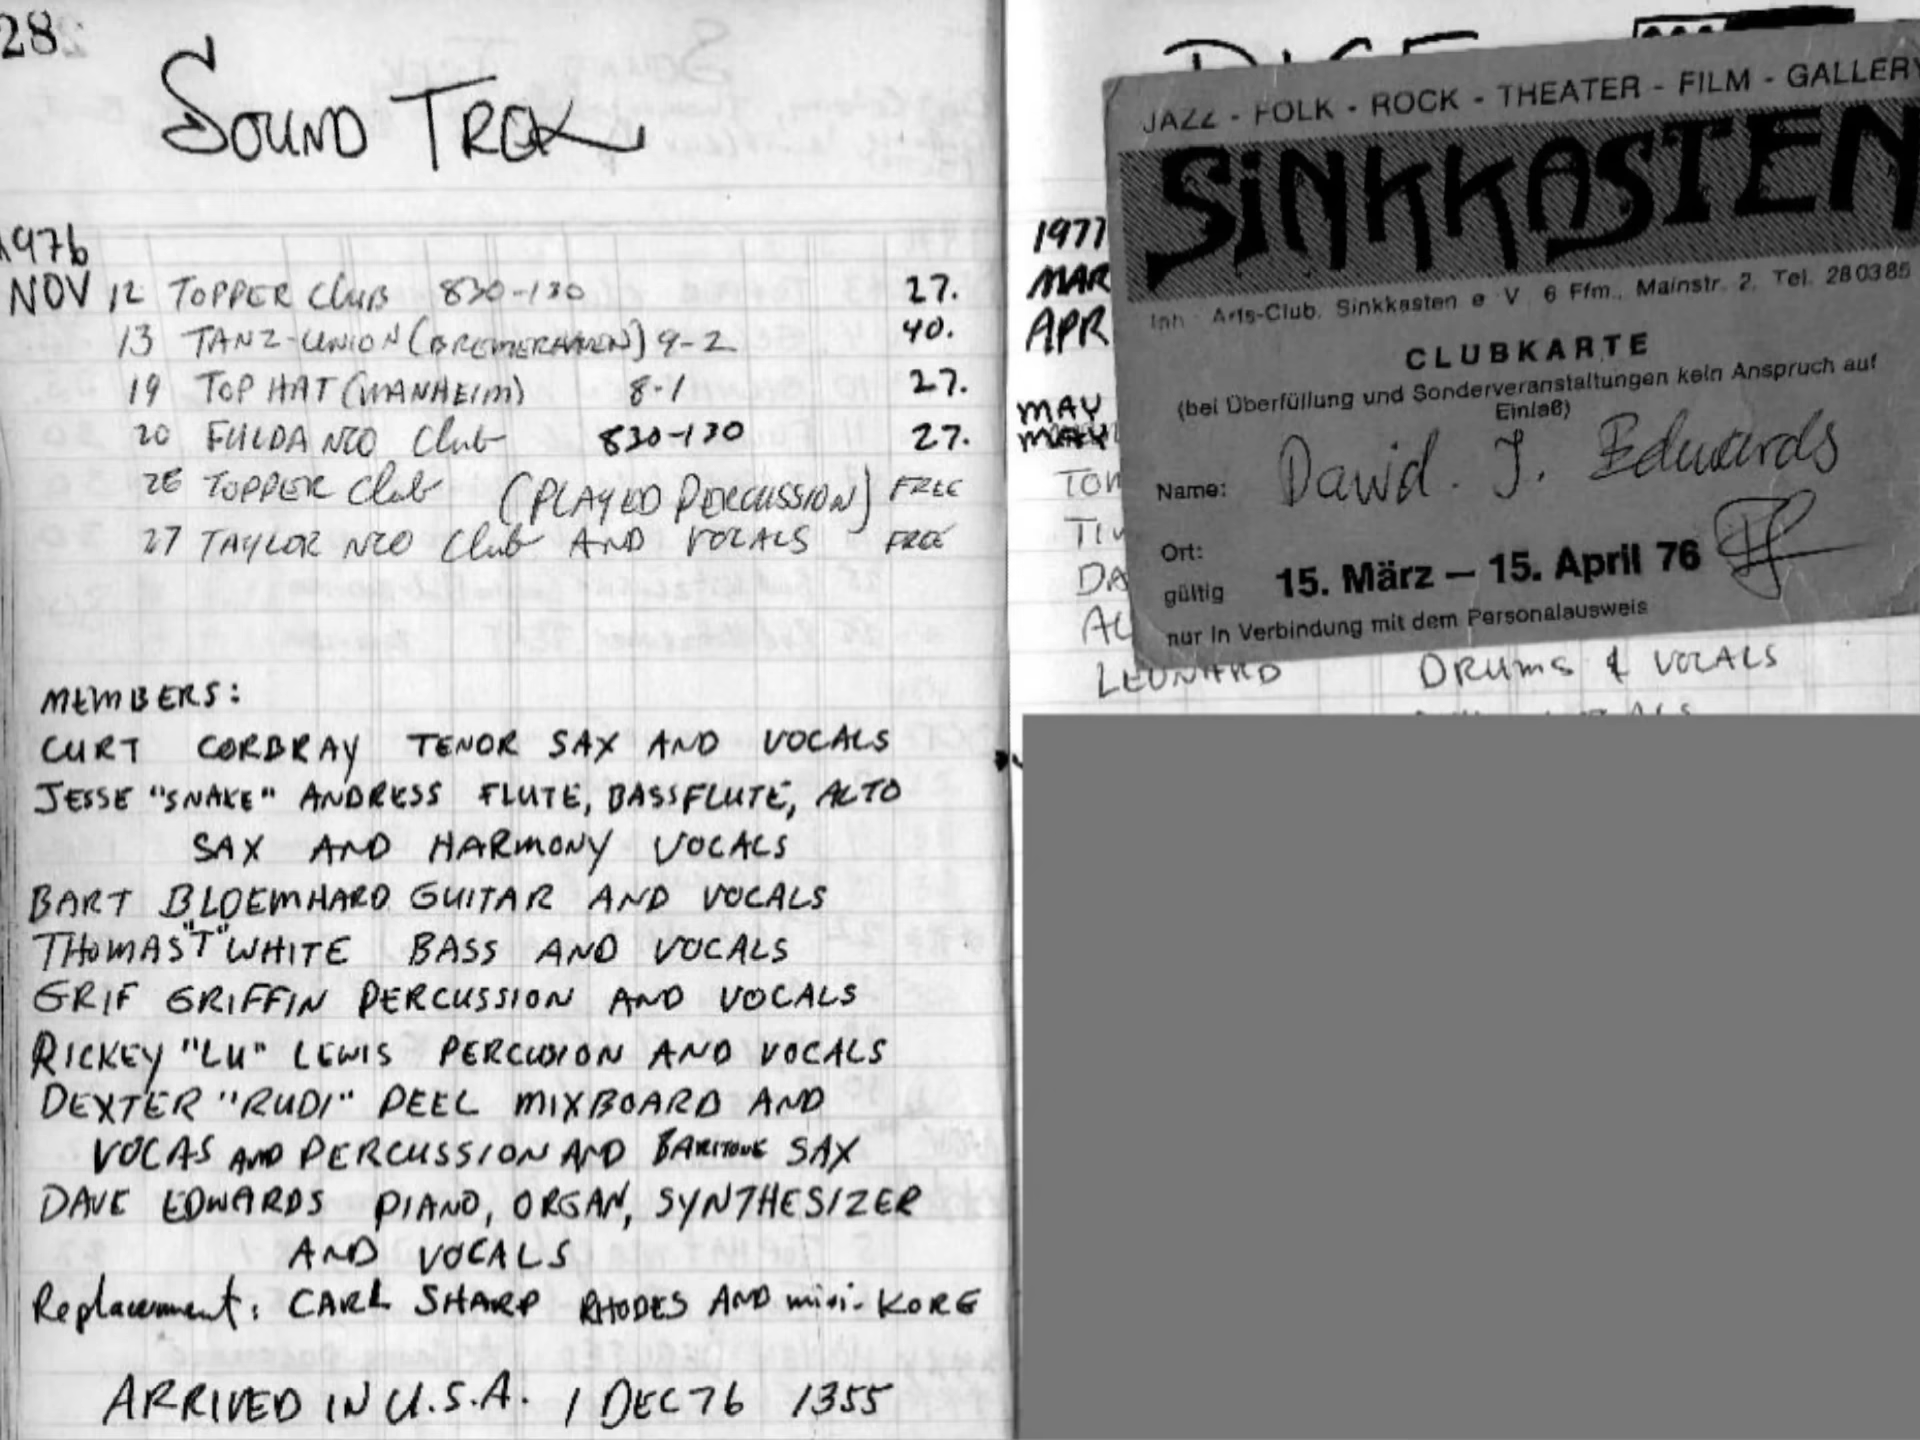 28
SOUND TREK
1976
NOV 12 TOPPER Club 830-130 27.
13 TANZ-UNION (BREMERHAVEN) 9-2 40.
19 TOP HAT (MANHEIM) 8-1 27.
20 FULDA NCO Club 830-130 27.
26 TOPPER Club (PLAYED PERCUSSION) FREE
27 TAYLOR NCO Club AND VOCALS FREE
MEMBERS:
CURT CORBRAY TENOR SAX AND VOCALS
JESSE "SNAKE" ANDRESS FLUTE, BASSFLUTE, ALTO
SAX AND HARMONY VOCALS
BART BLOEMHARD GUITAR AND VOCALS
THOMAS "T" WHITE BASS AND VOCALS
GRIF GRIFFIN PERCUSSION AND VOCALS
RICKEY "LU" LEWIS PERCUSION AND VOCALS
DEXTER "RUDI" PEEL MIXBOARD AND
VOCAS AND PERCUSSION AND BARITONE SAX
DAVE EDWARDS PIANO, ORGAN, SYNTHESIZER
AND VOCALS
Replacement: CARL SHARP RHODES AND mini-KORG
ARRIVED IN U.S.A. 1 DEC 76 1355
1977
MAR
APR
MAY
MAY
LEONARD DRUMS & VOCALS
JAZZ - FOLK - ROCK - THEATER - FILM - GALLERY
SINKKASTEN
Inh. Arts-Club. Sinkkasten e. V. 6 Ffm., Mainstr. 2, Tel. 280385
CLUBKARTE
(bei Überfüllung und Sonderveranstaltungen kein Anspruch auf
Einlaß)
Name: David. J. Edwards
Ort:
gültig 15. März – 15. April 76
nur in Verbindung mit dem Personalausweis